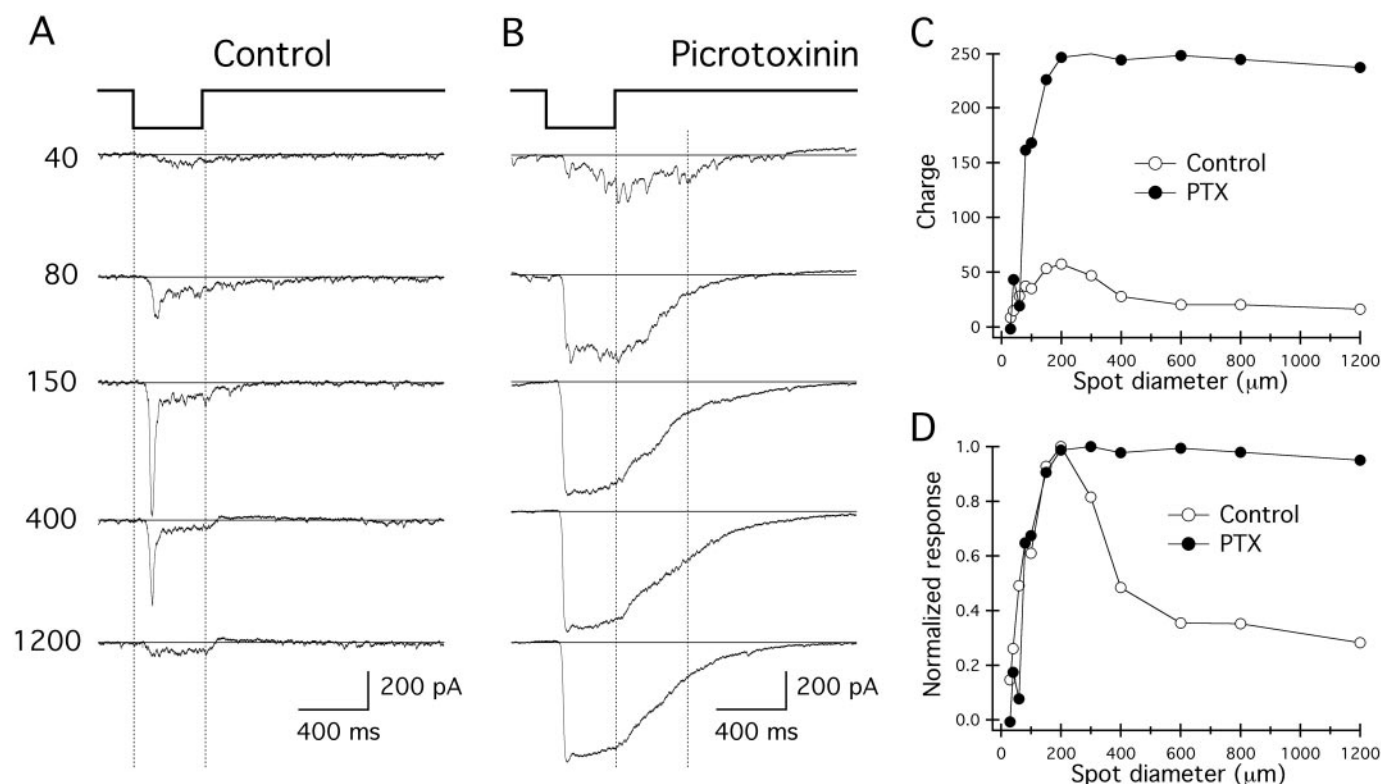 A
Control
40
80
150
400
1200
200 pA
400 ms
B
Picrotoxinin
200 pA
400 ms
C
250
200
150
100
50
0
Charge
Control
PTX
0 200 400 600 800 1000 1200
Spot diameter (μm)
D
1.0
0.8
0.6
0.4
0.2
0.0
Normalized response
Control
PTX
0 200 400 600 800 1000 1200
Spot diameter (μm)